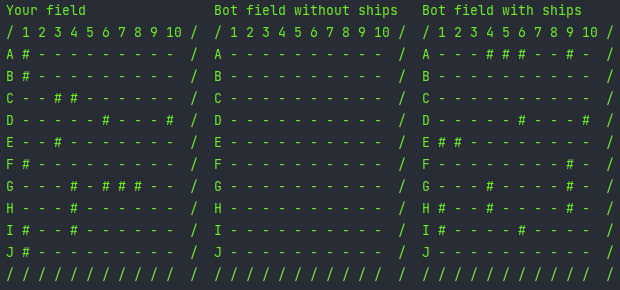 Your field                Bot field without ships   Bot field with ships
/ 1 2 3 4 5 6 7 8 9 10 /  / 1 2 3 4 5 6 7 8 9 10 /  / 1 2 3 4 5 6 7 8 9 10 /
A # - - - - - - - - -  /  A - - - - - - - - - -  /  A - - - # # # - - # -  /
B # - - - - - - - - -  /  B - - - - - - - - - -  /  B - - - - - - - - - -  /
C - - # # - - - - - -  /  C - - - - - - - - - -  /  C - - - - - - - - - -  /
D - - - - - # - - - #  /  D - - - - - - - - - -  /  D - - - - - # - - - #  /
E - - # - - - - - - -  /  E - - - - - - - - - -  /  E # # - - - - - - - -  /
F # - - - - - - - - -  /  F - - - - - - - - - -  /  F - - - - - - - - # -  /
G - - - # - # # # - -  /  G - - - - - - - - - -  /  G - - - # - - - - # -  /
H - - - # - - - - - -  /  H - - - - - - - - - -  /  H # - - # - - - - # -  /
I # - - # - - - - - -  /  I - - - - - - - - - -  /  I # - - - - # - - - -  /
J # - - - - - - - - -  /  J - - - - - - - - - -  /  J - - - - - - - - - -  /
/ / / / / / / / / / / /   / / / / / / / / / / / /   / / / / / / / / / / / /